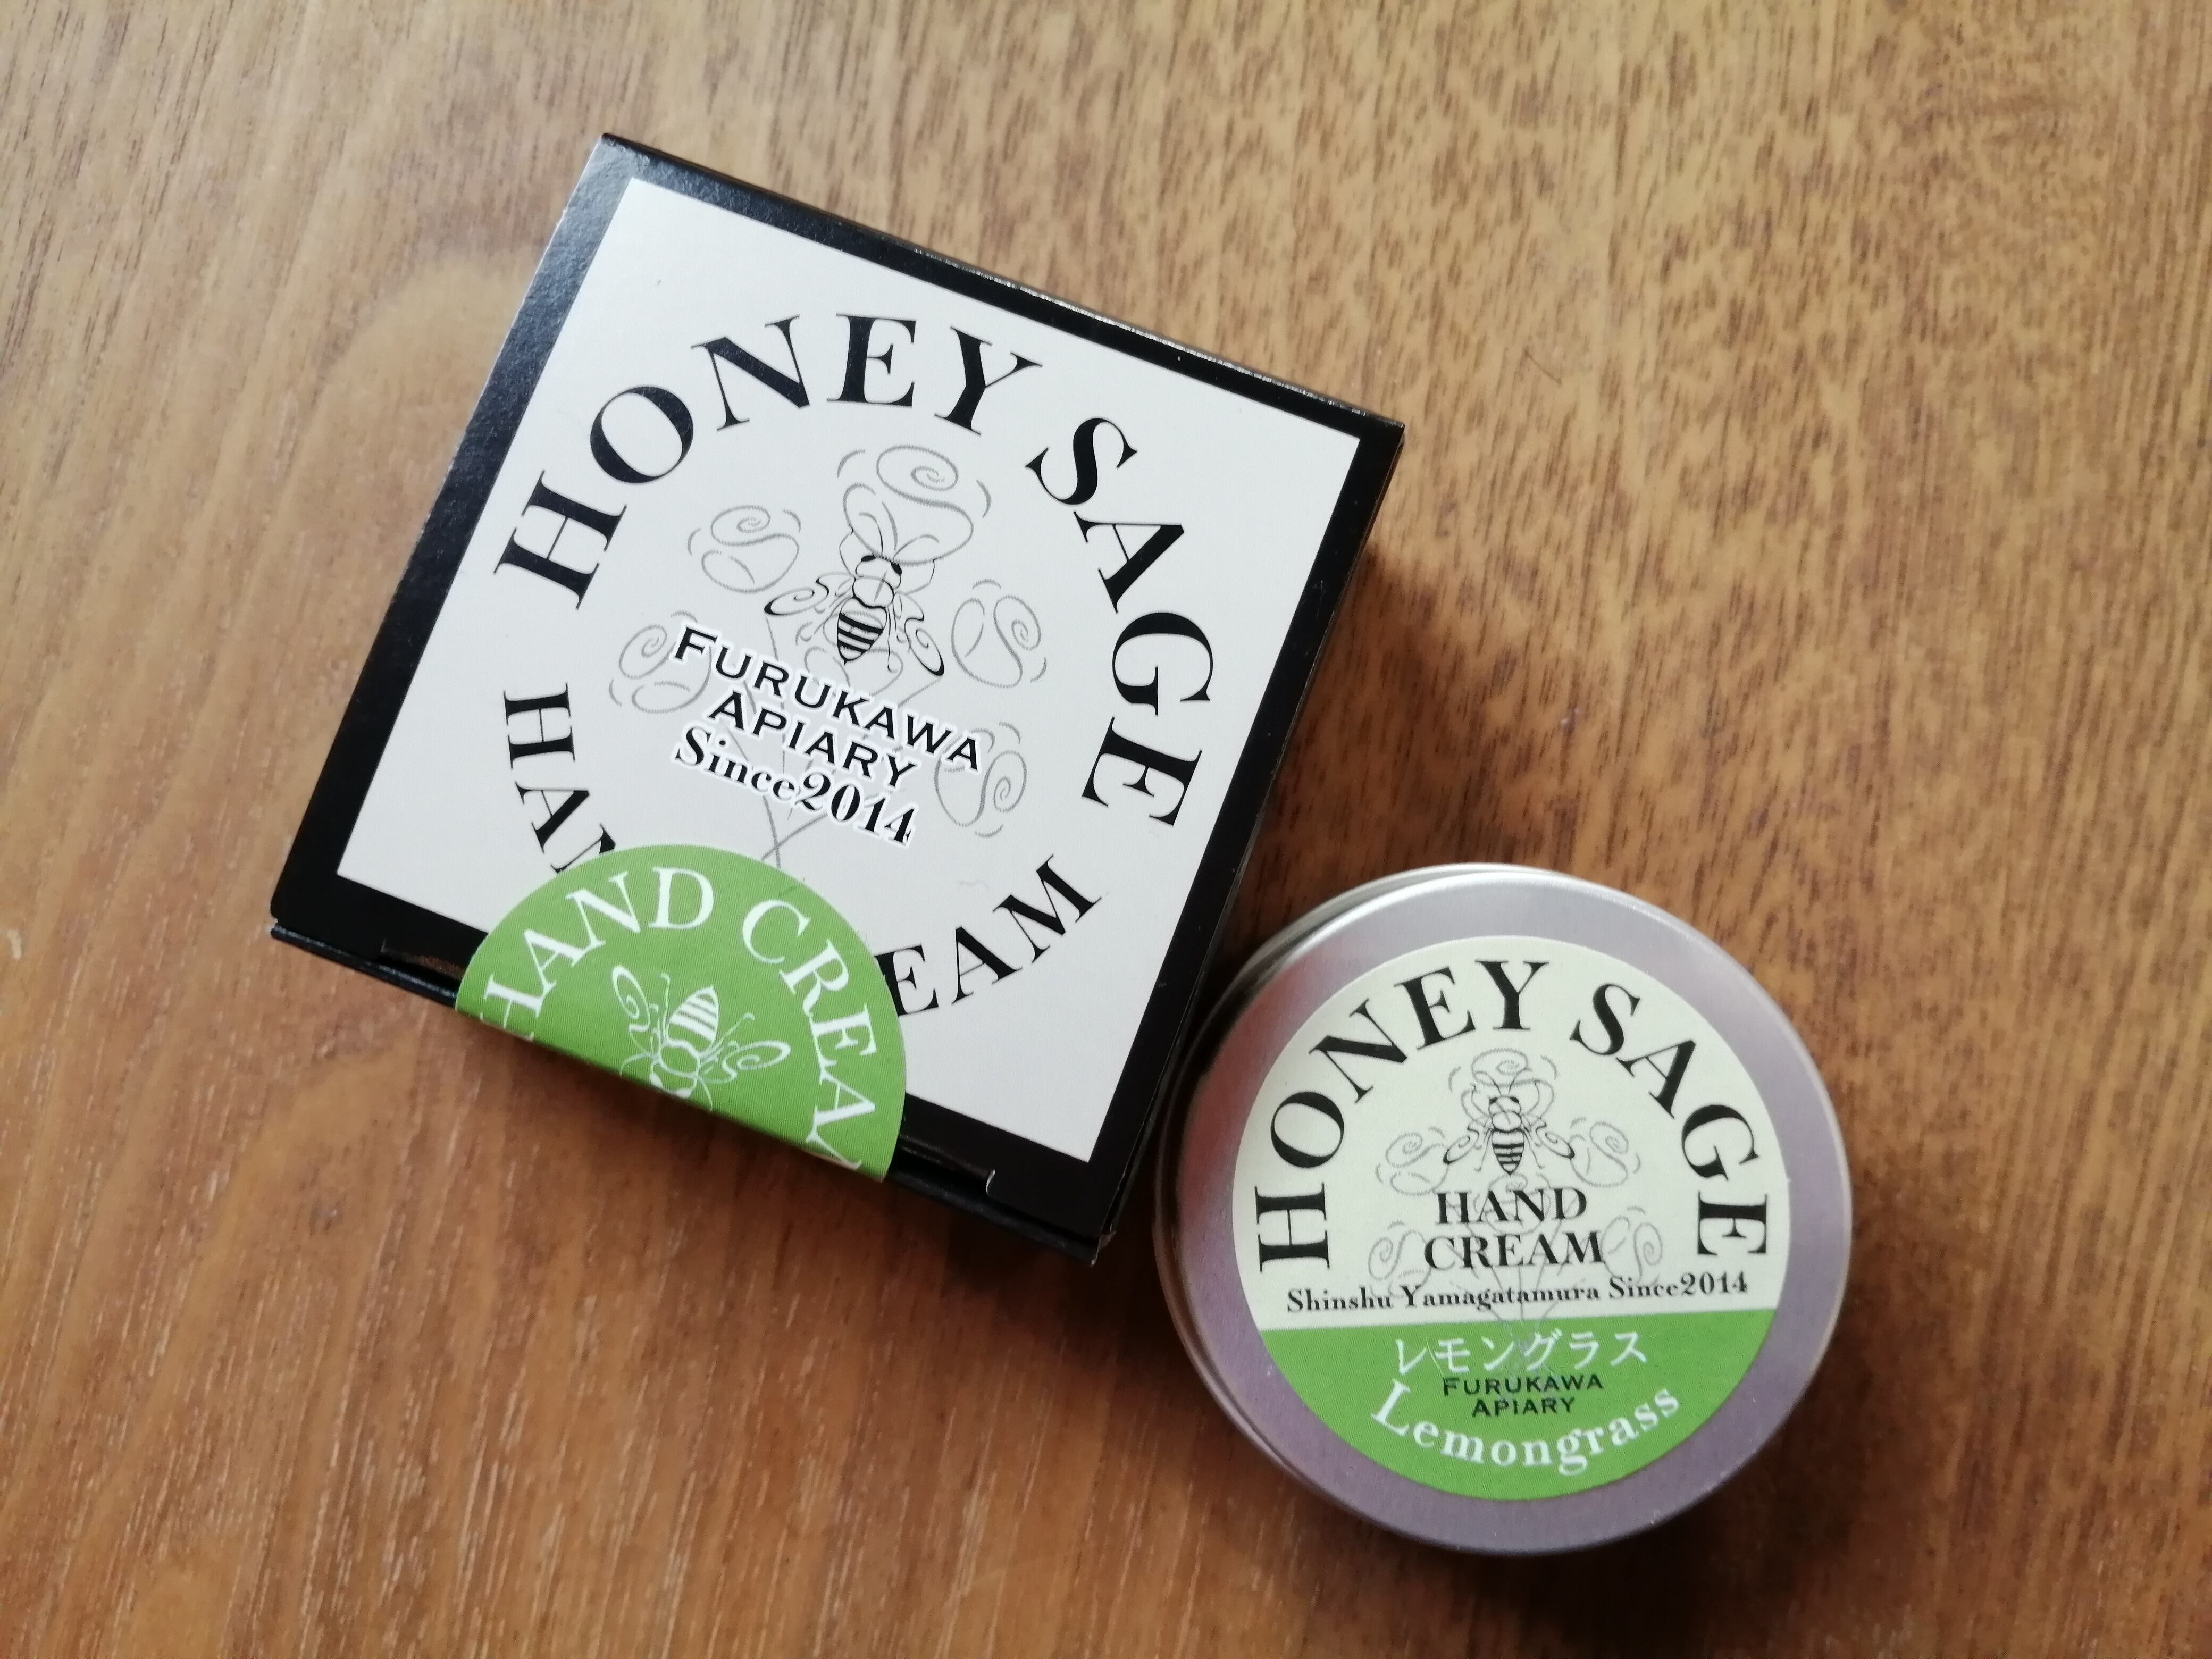 HONEY SAGE
FURUKAWA
APIARY
Since2014
HAND CREAM
HONEY SAGE
HAND
CREAM
Shinshu Yamagatamura Since2014
レモングラス
FURUKAWA
APIARY
Lemongrass